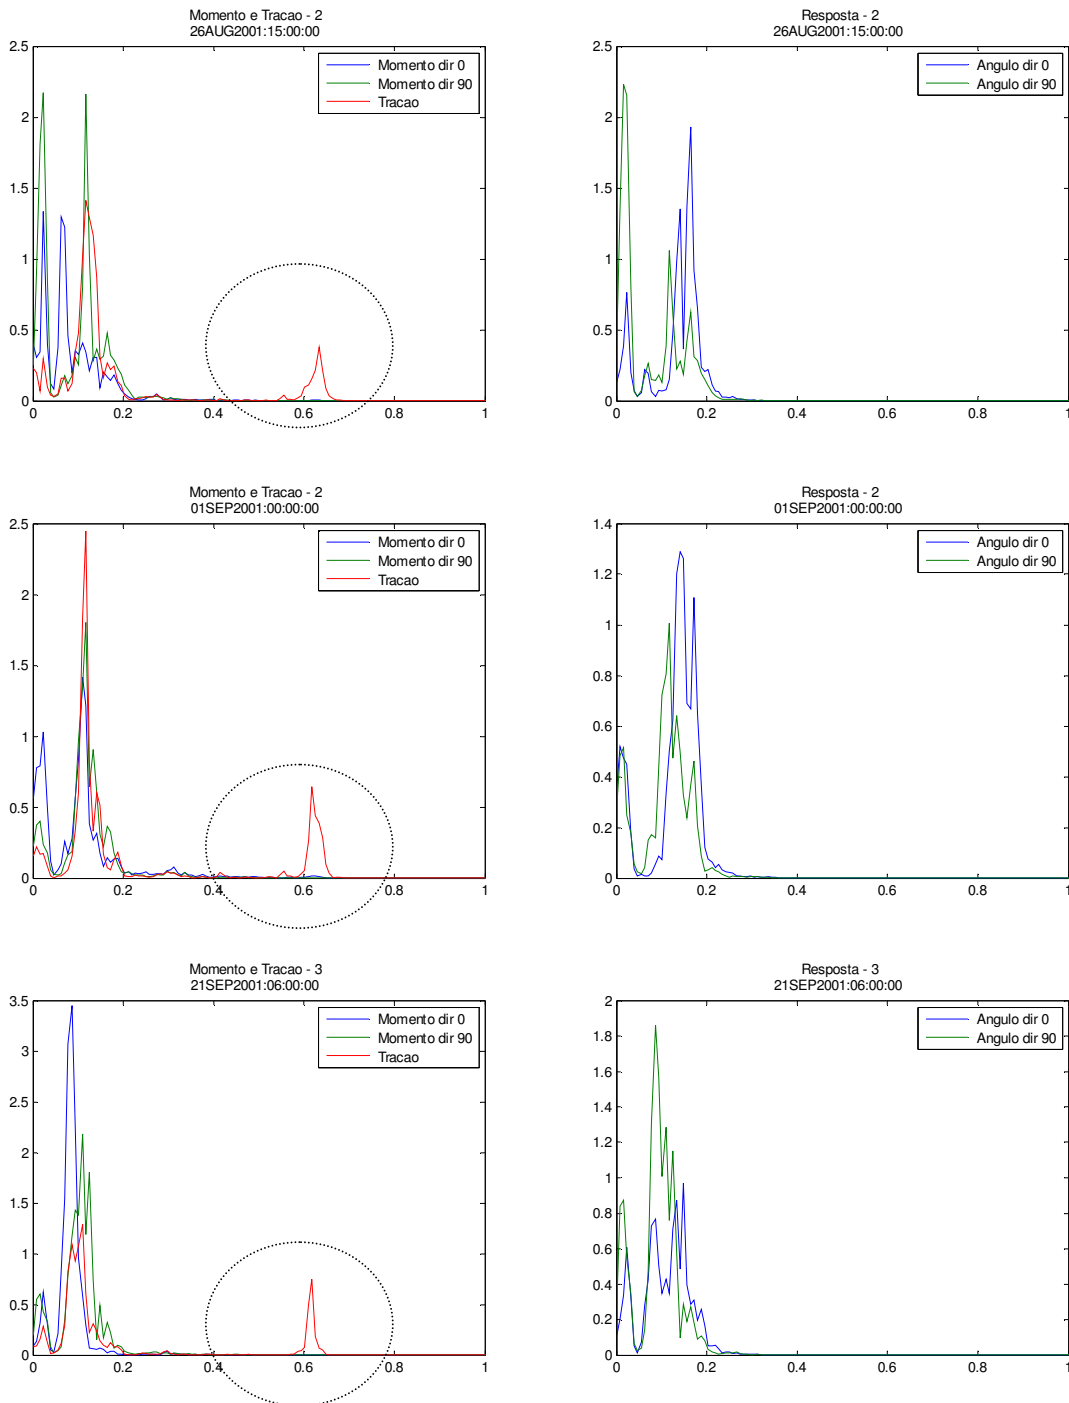 Momento e Tracao - 2
26AUG2001:15:00:00
2.5
2
1.5
1
0.5
0
0 0.2 0.4 0.6 0.8 1
Momento dir 0
Momento dir 90
Tracao
Resposta - 2
26AUG2001:15:00:00
2.5
2
1.5
1
0.5
0
0 0.2 0.4 0.6 0.8 1
Angulo dir 0
Angulo dir 90
Momento e Tracao - 2
01SEP2001:00:00:00
2.5
2
1.5
1
0.5
0
0 0.2 0.4 0.6 0.8 1
Momento dir 0
Momento dir 90
Tracao
Resposta - 2
01SEP2001:00:00:00
1.4
1.2
1
0.8
0.6
0.4
0.2
0
0 0.2 0.4 0.6 0.8 1
Angulo dir 0
Angulo dir 90
Momento e Tracao - 3
21SEP2001:06:00:00
3.5
3
2.5
2
1.5
1
0.5
0
0 0.2 0.4 0.6 0.8 1
Momento dir 0
Momento dir 90
Tracao
Resposta - 3
21SEP2001:06:00:00
2
1.8
1.6
1.4
1.2
1
0.8
0.6
0.4
0.2
0
0 0.2 0.4 0.6 0.8 1
Angulo dir 0
Angulo dir 90